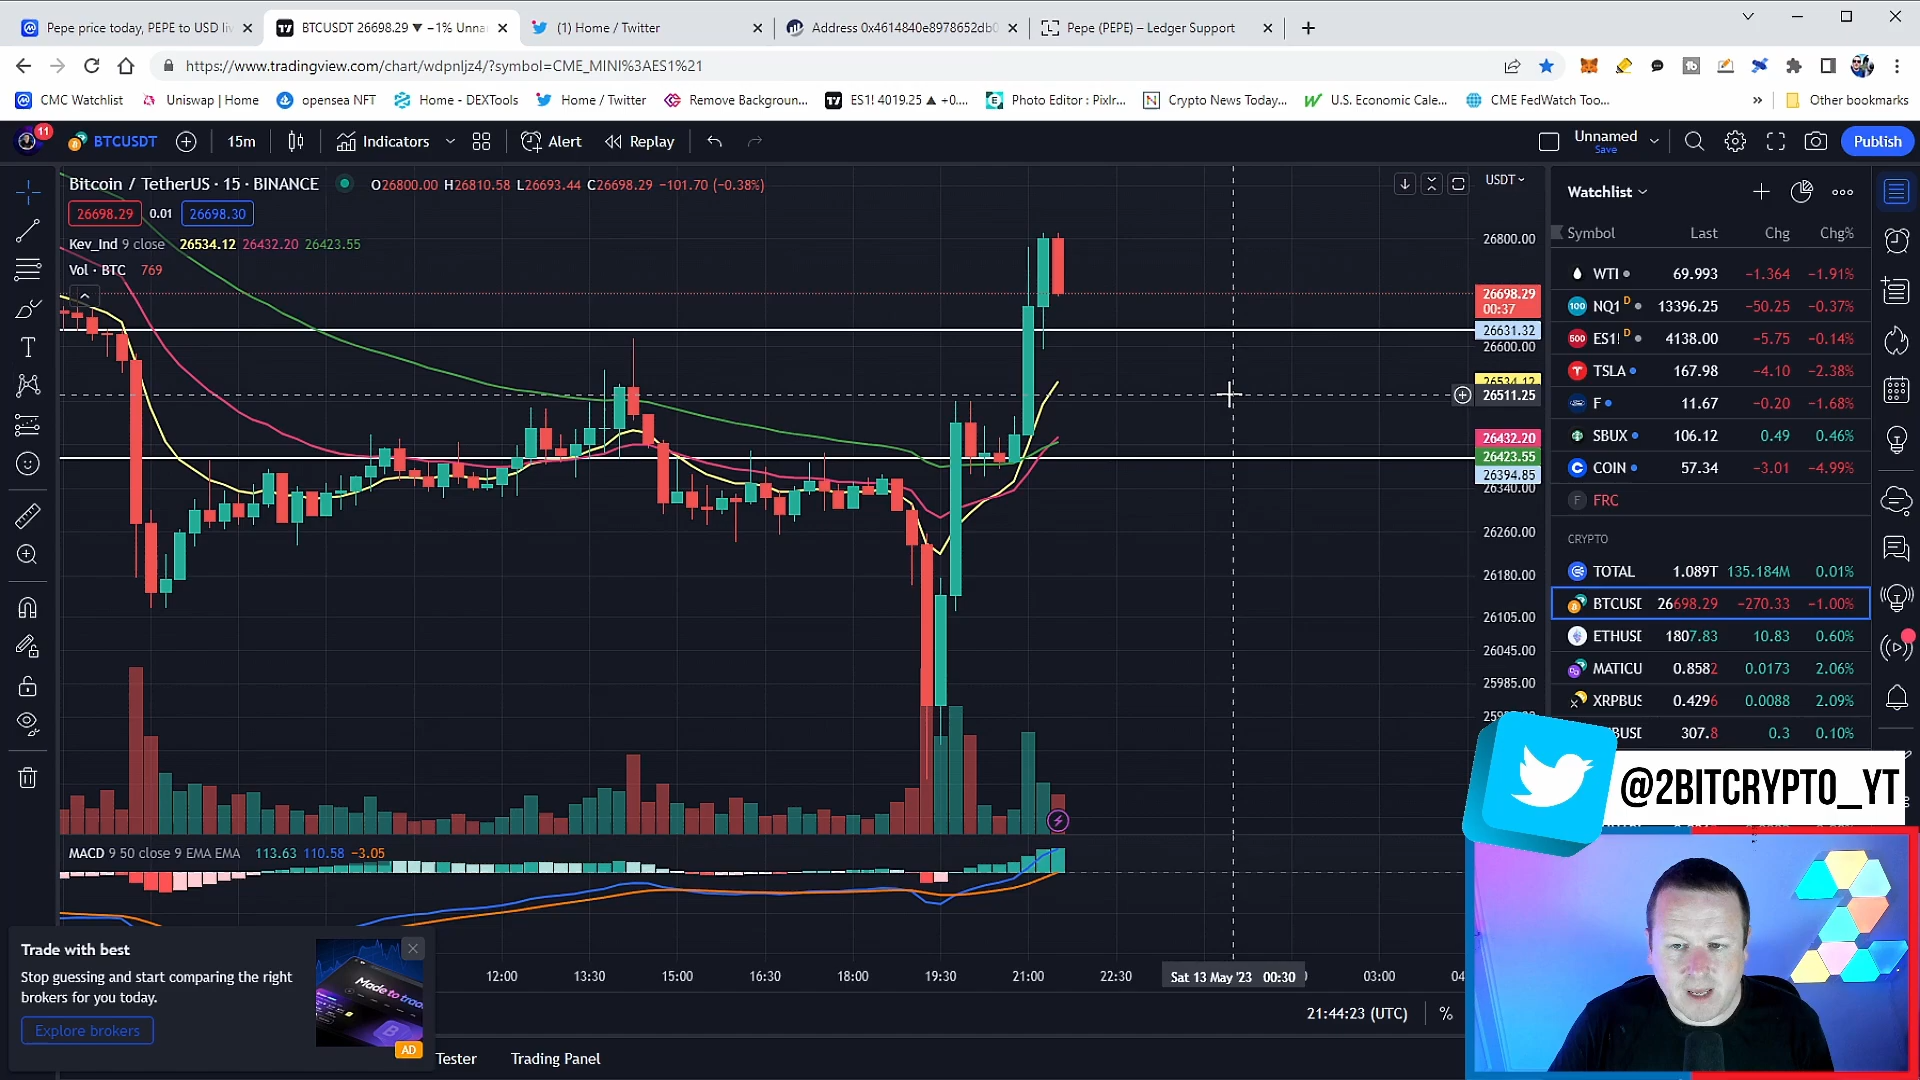 Pepe price today, PEPE to USD liv
BTCUSDT 26698.29 ▼ −1% Unna
(1) Home / Twitter
Address 0x4614840e8978652db0
Pepe (PEPE) – Ledger Support
https://www.tradingview.com/chart/wdpnljz4/?symbol=CME_MINI%3AES1%21
CMC Watchlist
Uniswap | Home
opensea NFT
Home - DEXTools
Home / Twitter
Remove Backgroun...
ES1! 4019.25 ▲ +0....
Photo Editor : Pixlr...
Crypto News Today...
U.S. Economic Cale...
CME FedWatch Too...
»
Other bookmarks
11
BTCUSDT
15m
Indicators
Alert
Replay
Unnamed
Save
Publish
Bitcoin / TetherUS · 15 · BINANCE
O26800.00 H26810.58 L26693.44 C26698.29 −101.70 (−0.38%)
26698.29
0.01
26698.30
Kev_Ind 9 close 26534.12 26432.20 26423.55
Vol · BTC 769
USDT
26800.00
26698.29
00:37
26631.32
26600.00
26534.12
26511.25
26432.20
26423.55
26394.85
26340.00
26260.00
26180.00
26105.00
26045.00
25985.00
Watchlist
Symbol Last Chg Chg%
WTI 69.993 −1.364 −1.91%
NQ1 D 13396.25 −50.25 −0.37%
ES1! D 4138.00 −5.75 −0.14%
TSLA 167.98 −4.10 −2.38%
F 11.67 −0.20 −1.68%
SBUX 106.12 0.49 0.46%
COIN 57.34 −3.01 −4.99%
FRC
CRYPTO
TOTAL 1.089T 135.184M 0.01%
BTCUSD 26698.29 −270.33 −1.00%
ETHUSD 1807.83 10.83 0.60%
MATICU 0.8582 0.0173 2.06%
XRPBUS 0.4296 0.0088 2.09%
BUSD 307.8 0.3 0.10%
@2BITCRYPTO_YT
MACD 9 50 close 9 EMA EMA 113.63 110.58 −3.05
Trade with best
Stop guessing and start comparing the right
brokers for you today.
Explore brokers
Made to trad
AD
12:00
13:30
15:00
16:30
18:00
19:30
21:00
22:30
Sat 13 May '23 00:30
03:00
21:44:23 (UTC)
%
Tester
Trading Panel